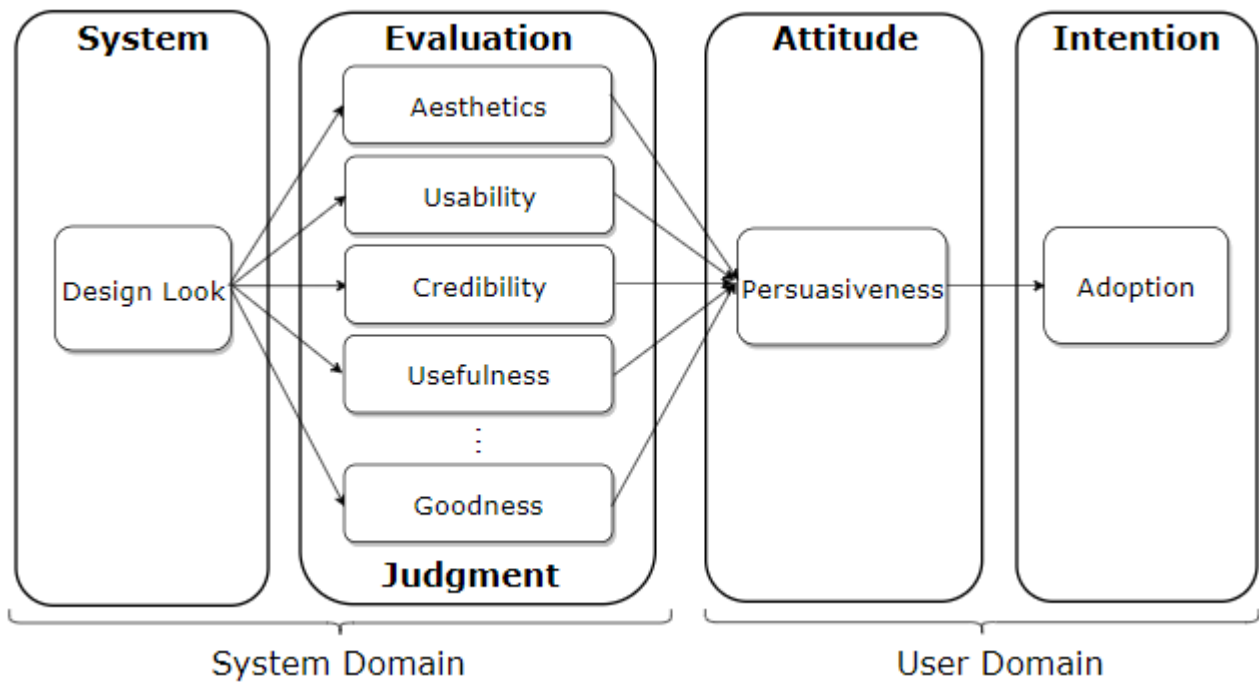 System
Evaluation
Attitude
Intention
Aesthetics
Usability
Design Look
Credibility
Persuasiveness
Adoption
Usefulness
⋮
Goodness
Judgment
System Domain
User Domain